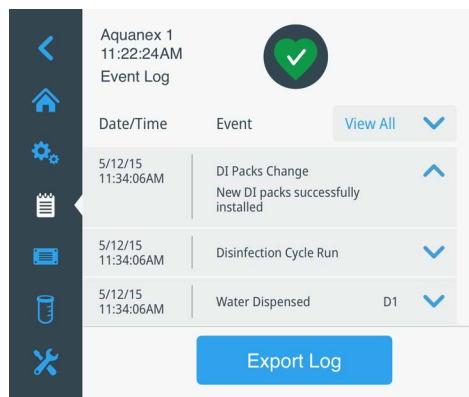 Aquanex 1
11:22:24AM
Event Log
Date/Time Event View All
5/12/15
11:34:06AM
DI Packs Change
New DI packs successfully
installed
5/12/15
11:34:06AM
Disinfection Cycle Run
5/12/15
11:34:06AM
Water Dispensed D1
Export Log